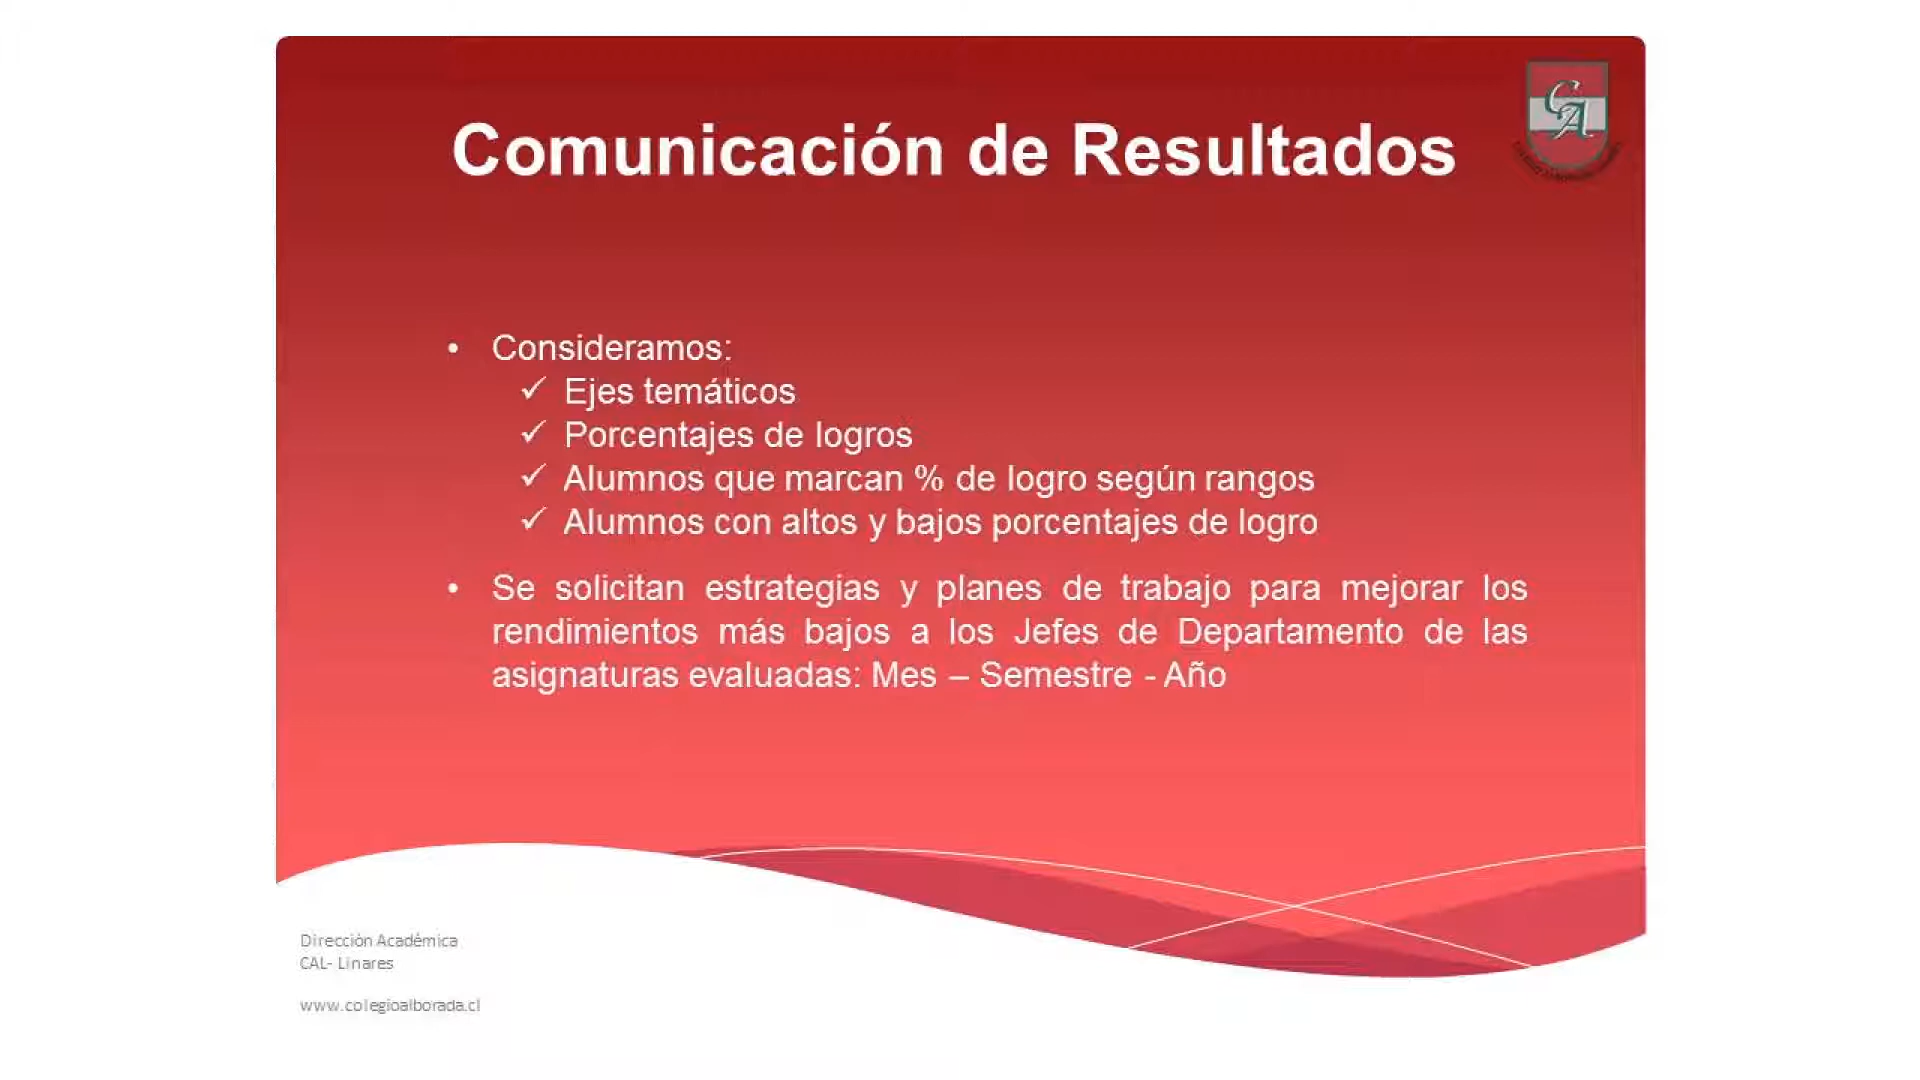 CA
Comunicación de Resultados
• Consideramos:
✓ Ejes temáticos
✓ Porcentajes de logros
✓ Alumnos que marcan % de logro según rangos
✓ Alumnos con altos y bajos porcentajes de logro
• Se solicitan estrategias y planes de trabajo para mejorar los
rendimientos más bajos a los Jefes de Departamento de las
asignaturas evaluadas: Mes – Semestre - Año
Dirección Académica
CAL- Linares
www.colegioalborada.cl